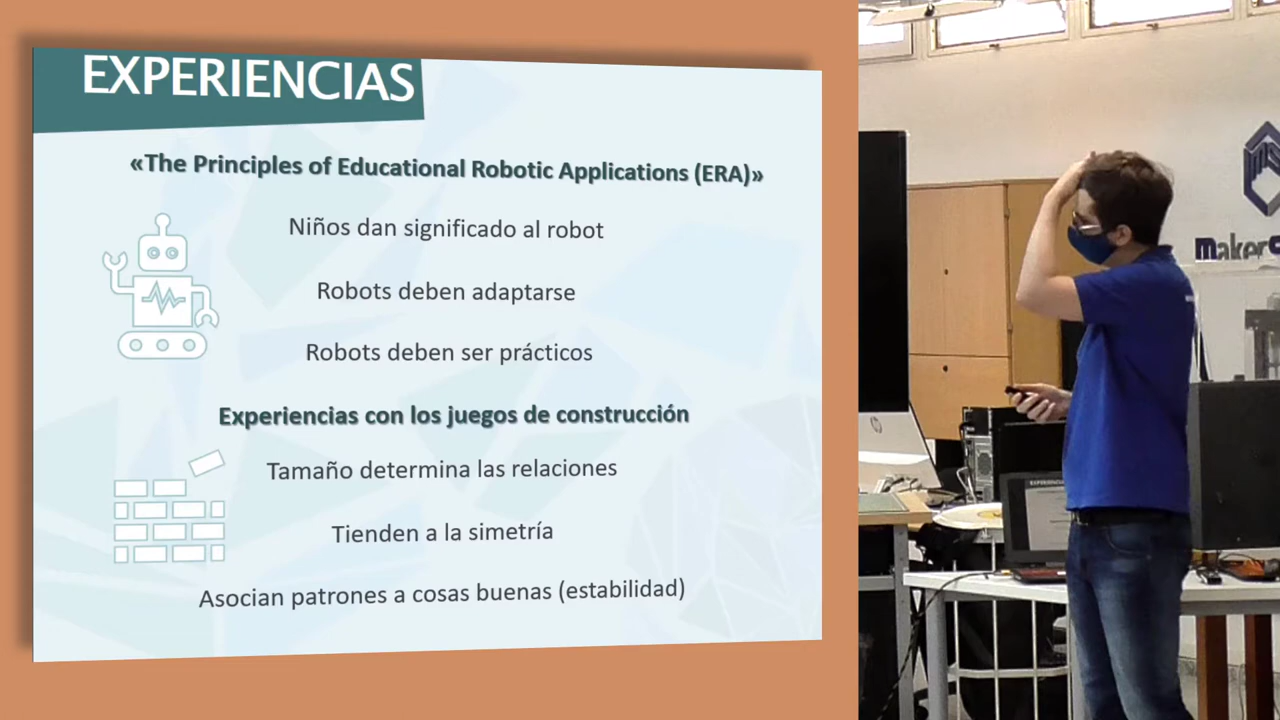 EXPERIENCIAS
«The Principles of Educational Robotic Applications (ERA)»
Niños dan significado al robot
Robots deben adaptarse
Robots deben ser prácticos
Experiencias con los juegos de construcción
Tamaño determina las relaciones
Tienden a la simetría
Asocian patrones a cosas buenas (estabilidad)
Maker